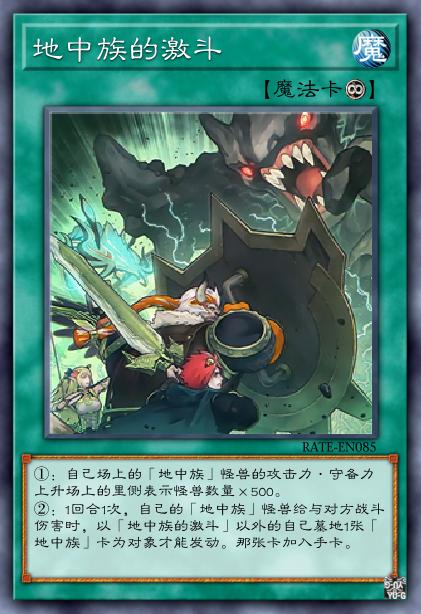 地中族的激斗
魔
【魔法卡】
RATE-EN085
①：自己场上的「地中族」怪兽的攻击力·守备力
上升场上的里侧表示怪兽数量×500。
②：1回合1次，自己的「地中族」怪兽给与对方战斗
伤害时，以「地中族的激斗」以外的自己墓地1张「
地中族」卡为对象才能发动。那张卡加入手卡。